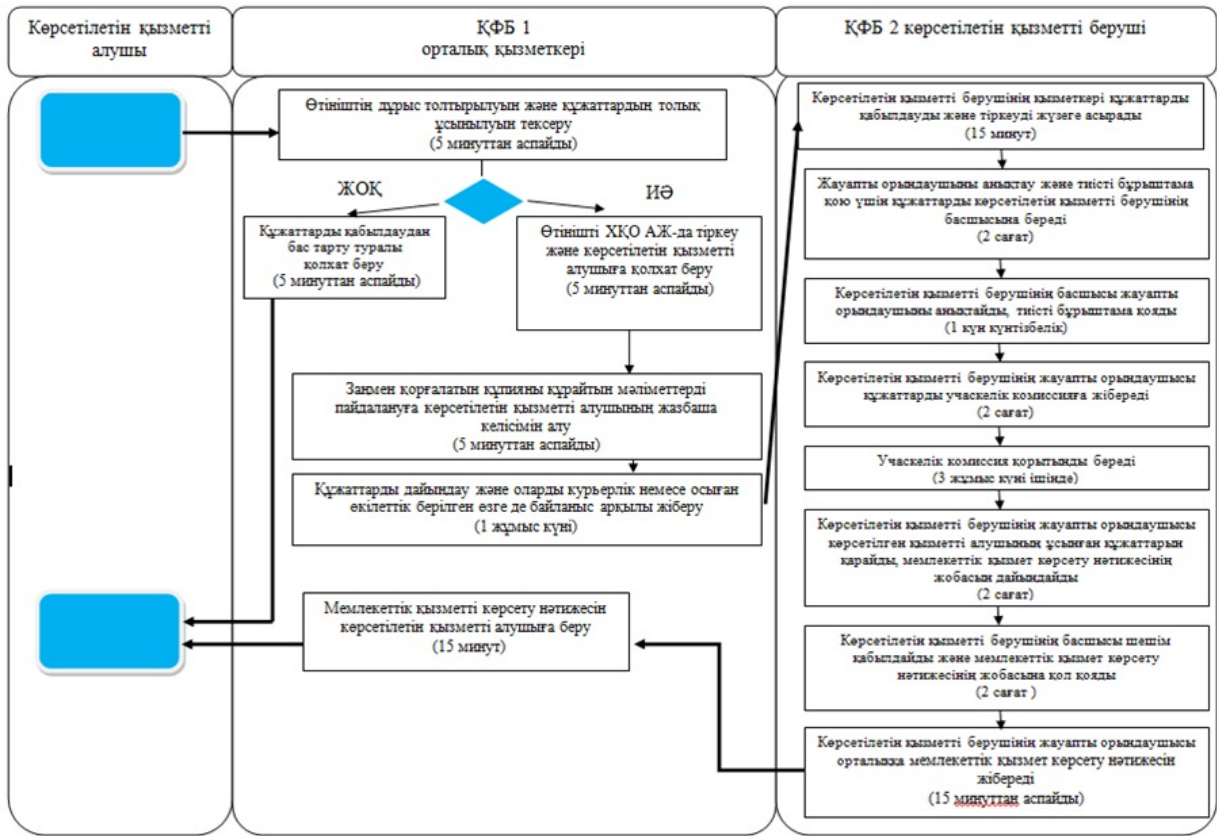 Көрсетілетін қызметті
алушы
ҚФБ 1
орталық қызметкері
ҚФБ 2 көрсетілетін қызметті беруші
Өтініштің дұрыс толтырылуын және құжаттардың толық
ұсынылуын тексеру
(5 минуттан аспайды)
ЖОҚ
ИӘ
Құжаттарды қабылдаудан
бас тарту туралы
қолхат беру
(5 минуттан аспайды)
Өтінішті ХҚО АЖ-да тіркеу
және көрсетілетін қызметті
алушыға қолхат беру
(5 минуттан аспайды)
Заңмен қорғалатын құпияны құрайтын мәліметтерді
пайдалануға көрсетілетін қызметті алушының жазбаша
келісімін алу
(5 минуттан аспайды)
Құжаттарды дайындау және оларды курьерлік немесе осыған
өкілеттік берілген өзге де байланыс арқылы жіберу
(1 жұмыс күні)
Мемлекеттік қызметті көрсету нәтижесін
көрсетілетін қызметті алушыға беру
(15 минут)
Көрсетілетін қызметті берушінің қызметкері құжаттарды
қабылдауды және тіркеуді жүзеге асырады
(15 минут)
Жауапты орындаушыны анықтау және тиісті бұрыштама
қою үшін құжаттарды көрсетілетін қызметті берушінің
басшысына береді
(2 сағат)
Көрсетілетін қызметті берушінің басшысы жауапты
орындаушыны анықтайды, тиісті бұрыштама қояды
(1 күн күнтізбелік)
Көрсетілетін қызметті берушінің жауапты орындаушысы
құжаттарды учаскелік комиссияға жібереді
(2 сағат)
Учаскелік комиссия қорытынды береді
(3 жұмыс күні ішінде)
Көрсетілетін қызметті берушінің жауапты орындаушысы
көрсетілген қызметті алушының ұсынған құжаттарын
қарайды, мемлекеттік қызмет көрсету нәтижесінің
жобасын дайындайды
(2 сағат)
Көрсетілетін қызметті берушінің басшысы шешім
қабылдайды және мемлекеттік қызмет көрсету
нәтижесінің жобасына қол қояды
(2 сағат )
Көрсетілетін қызметті берушінің жауапты орындаушысы
орталыққа мемлекеттік қызмет көрсету нәтижесін
жібереді
(15 минуттан аспайды)